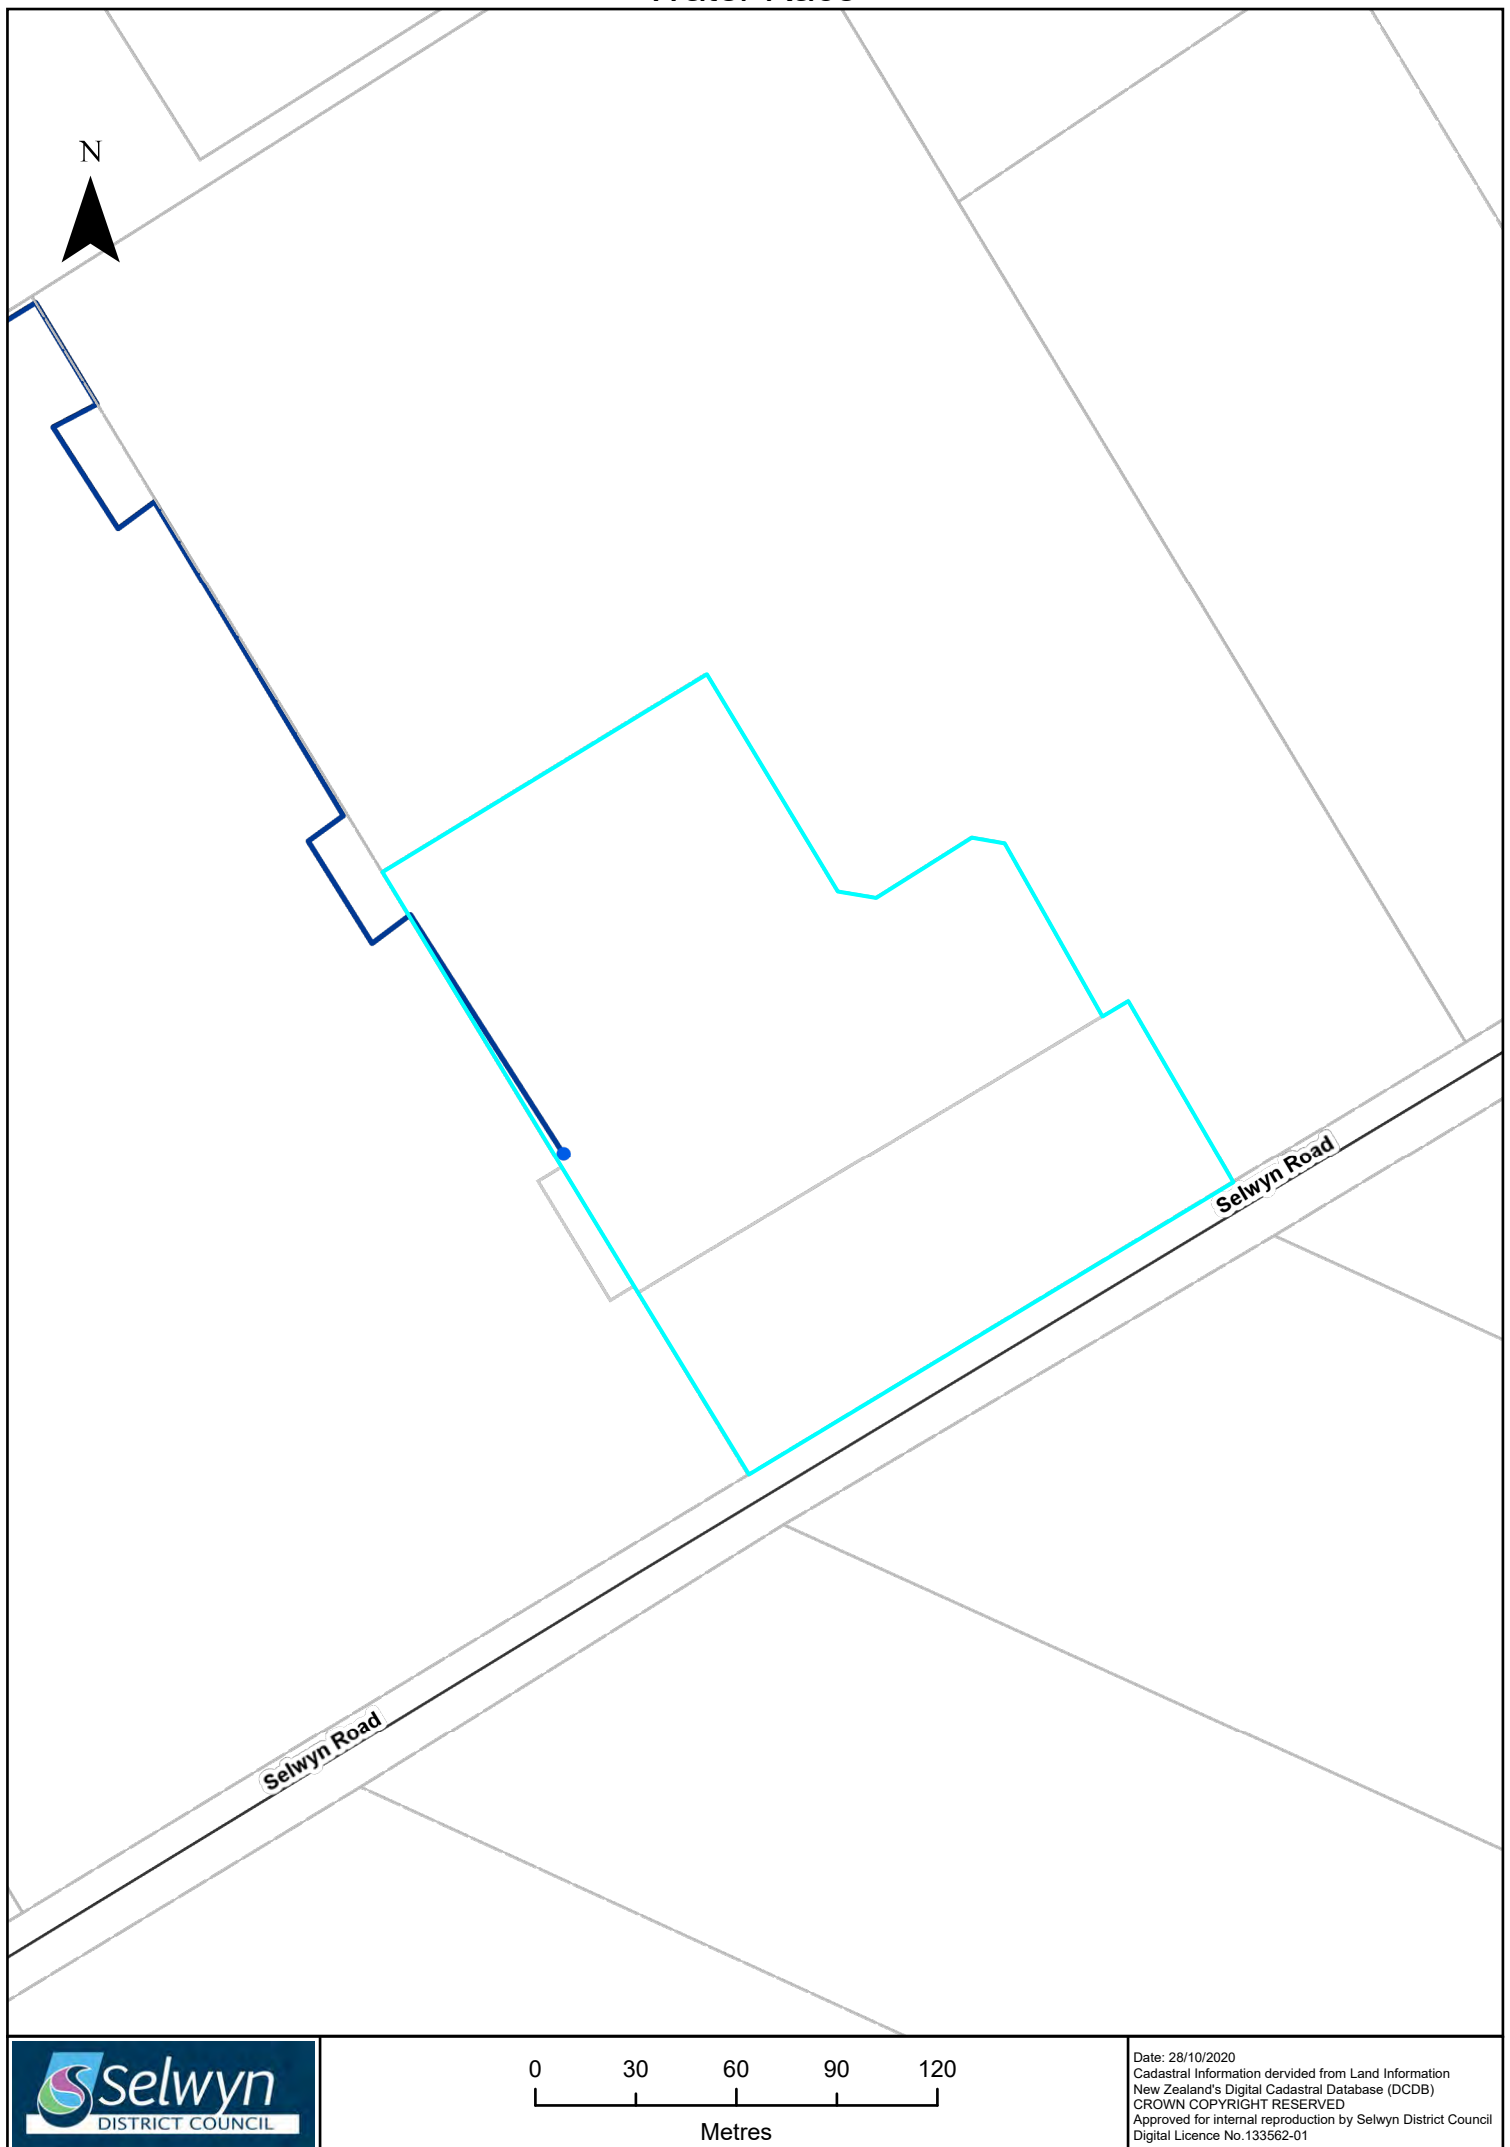 N
Selwyn Road
Selwyn Road
Selwyn
DISTRICT COUNCIL
0 30 60 90 120
Metres
Date: 28/10/2020
Cadastral Information dervided from Land Information
New Zealand's Digital Cadastral Database (DCDB)
CROWN COPYRIGHT RESERVED
Approved for internal reproduction by Selwyn District Council
Digital Licence No.133562-01